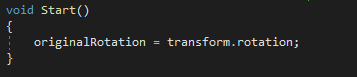 void Start()
{
    originalRotation = transform.rotation;
}